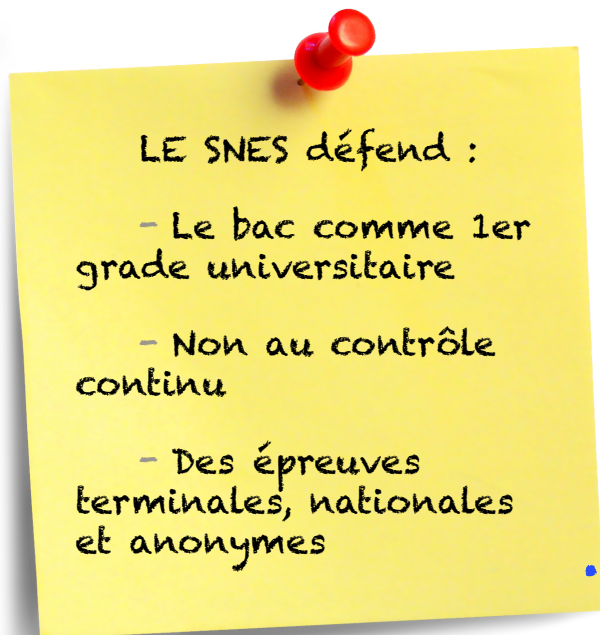 LE SNES défend :
- Le bac comme 1er
grade universitaire
- Non au contrôle
continu
- Des épreuves
terminales, nationales
et anonymes